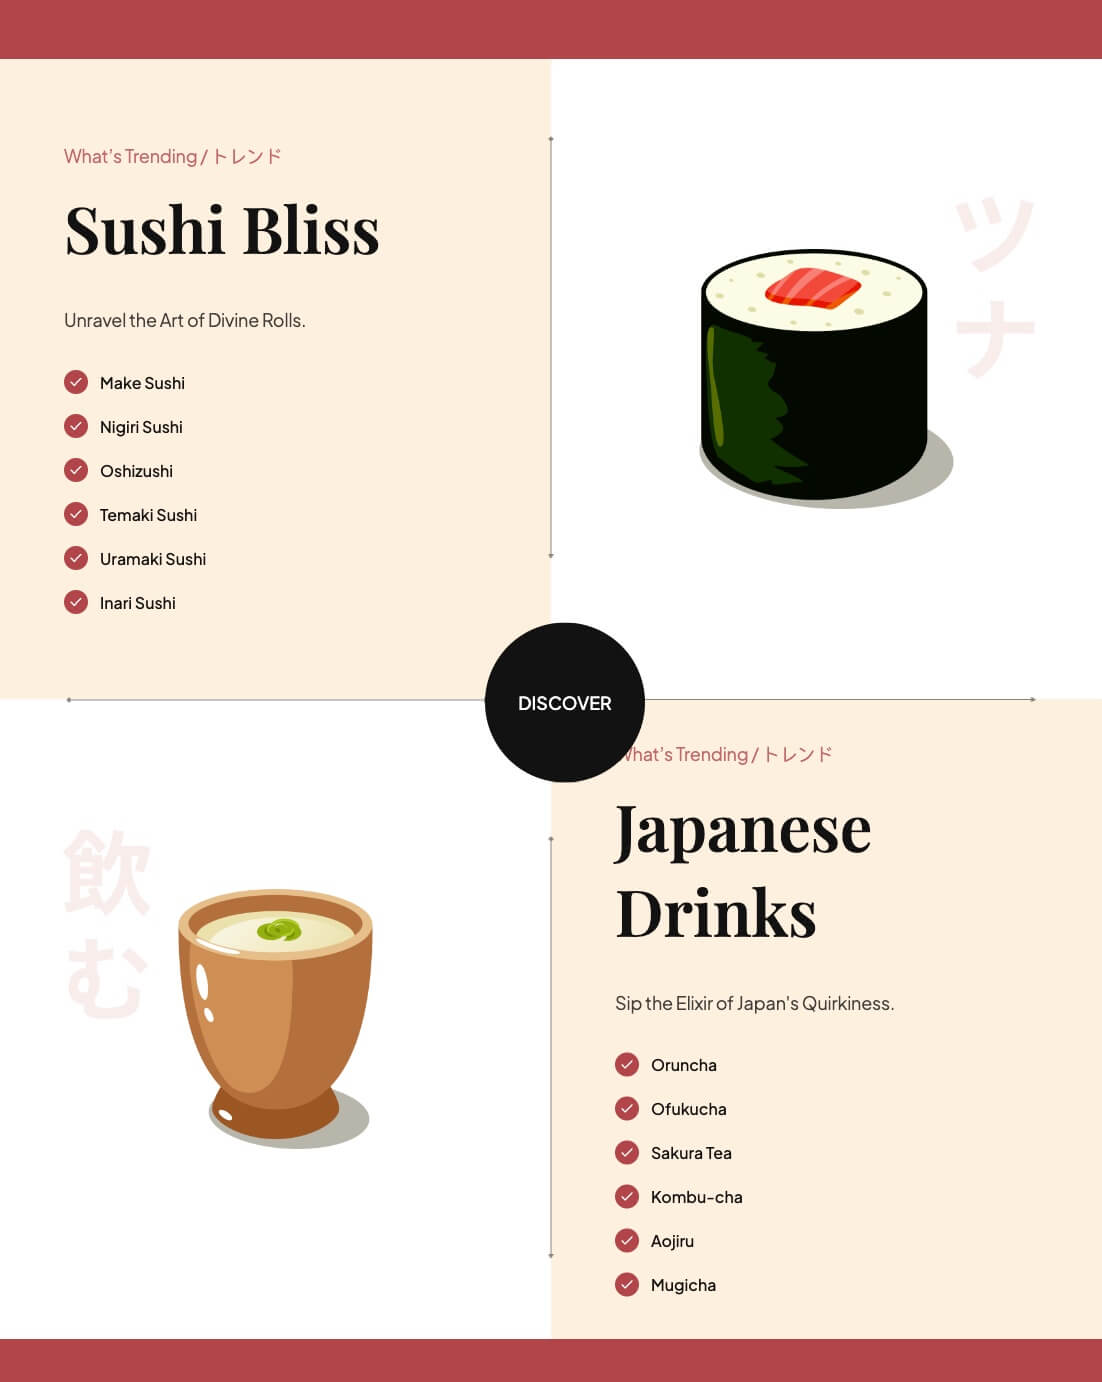 What's Trending / トレンド
Sushi Bliss
Unravel the Art of Divine Rolls.
Make Sushi
Nigiri Sushi
Oshizushi
Temaki Sushi
Uramaki Sushi
Inari Sushi
ツナ
DISCOVER
飲む
What's Trending / トレンド
Japanese
Drinks
Sip the Elixir of Japan's Quirkiness.
Oruncha
Ofukucha
Sakura Tea
Kombu-cha
Aojiru
Mugicha